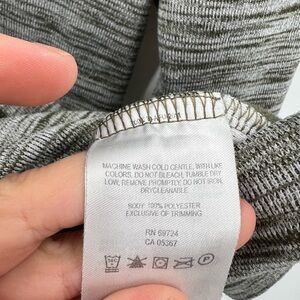 MACHINE WASH COLD GENTLE, WITH LIKE
COLORS, DO NOT BLEACH, TUMBLE DRY
LOW, REMOVE PROMPTLY, DO NOT IRON,
DRYCLEANABLE
BODY: 100% POLYESTER
EXCLUSIVE OF TRIMMING
RN 69724
CA 05367
P